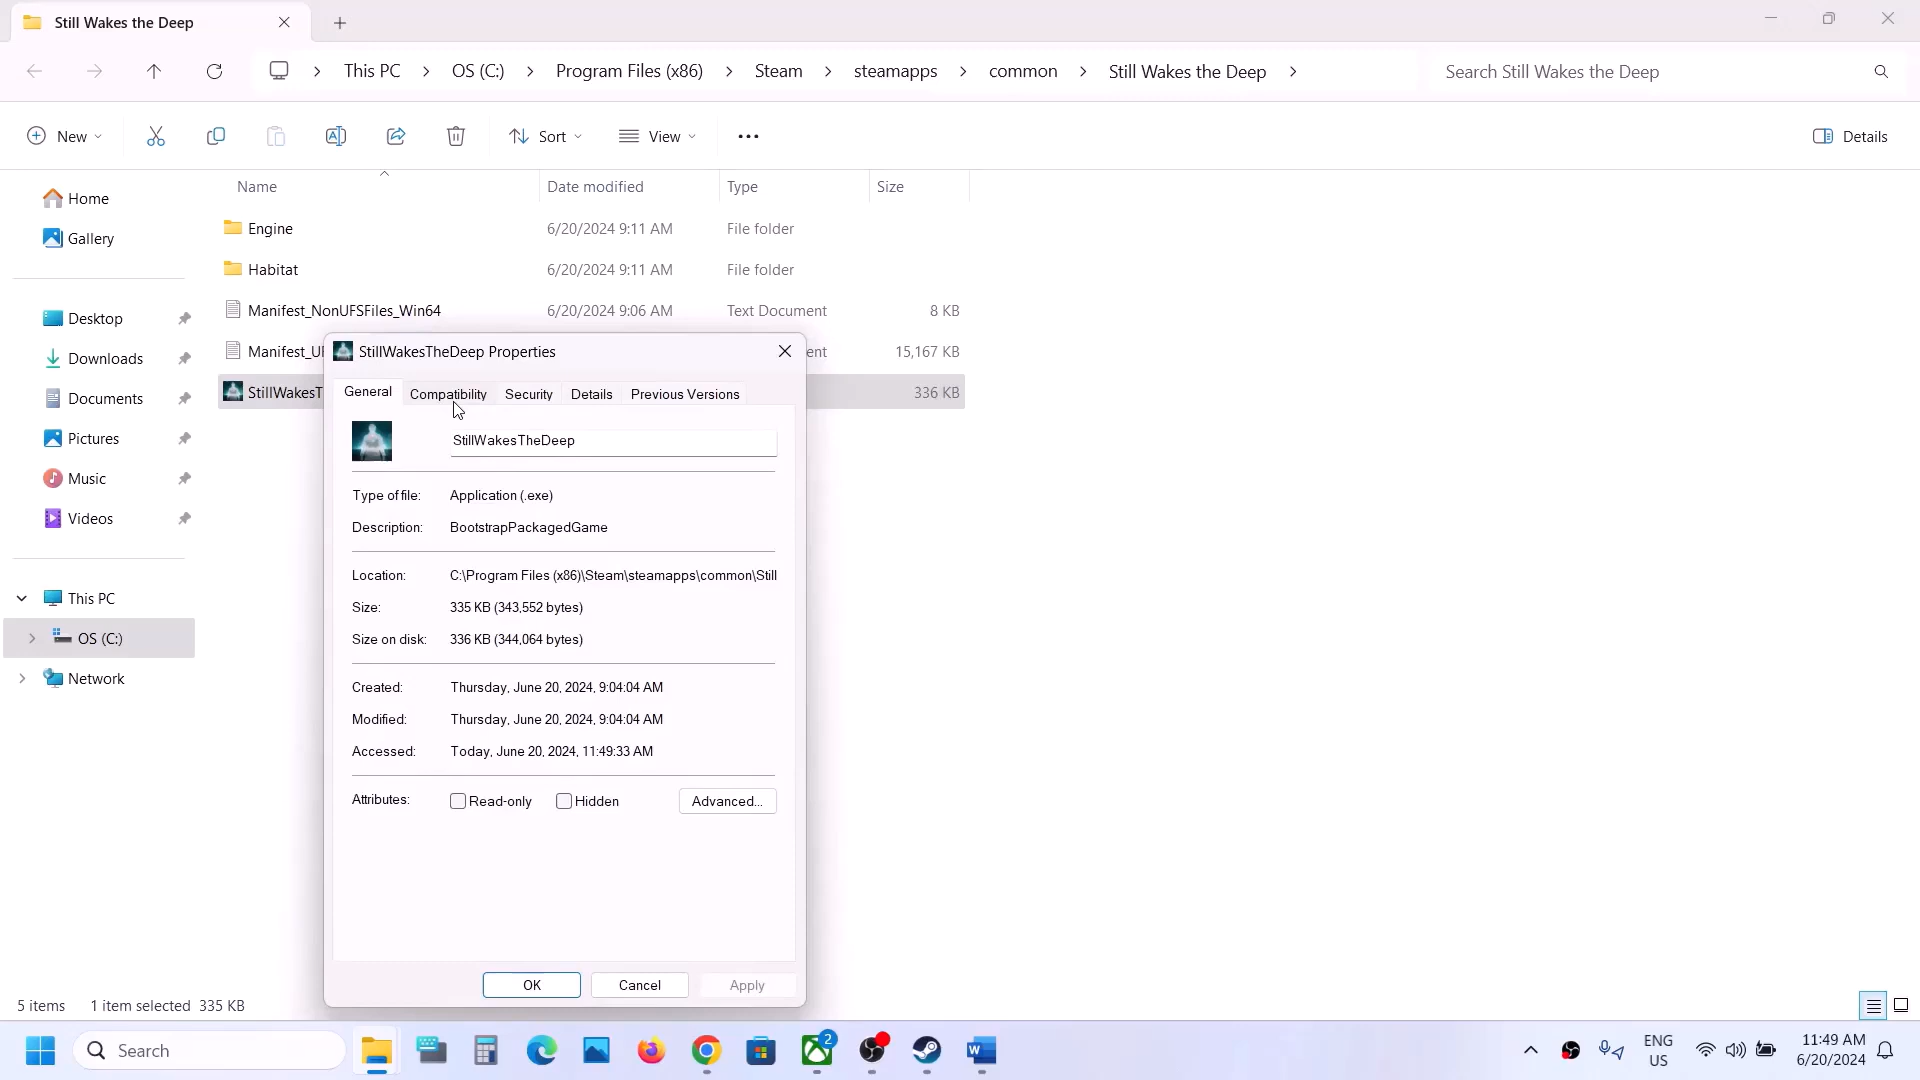 Still Wakes the Deep
This PC > OS (C:) > Program Files (x86) > Steam > steamapps > common > Still Wakes the Deep >
Search Still Wakes the Deep
New
Sort
View
Details
Name Date modified Type Size
Home
Gallery
Desktop
Downloads
Documents
Pictures
Music
Videos
This PC
OS (C:)
Network
Engine 6/20/2024 9:11 AM File folder
Habitat 6/20/2024 9:11 AM File folder
Manifest_NonUFSFiles_Win64 6/20/2024 9:06 AM Text Document 8 KB
15,167 KB
StillWakesT 336 KB
StillWakesTheDeep Properties
General Compatibility Security Details Previous Versions
StillWakesTheDeep
Type of file: Application (.exe)
Description: BootstrapPackagedGame
Location: C:\Program Files (x86)\Steam\steamapps\common\Still
Size: 335 KB (343,552 bytes)
Size on disk: 336 KB (344,064 bytes)
Created: Thursday, June 20, 2024, 9:04:04 AM
Modified: Thursday, June 20, 2024, 9:04:04 AM
Accessed: Today, June 20, 2024, 11:49:33 AM
Attributes: Read-only Hidden Advanced...
OK Cancel Apply
5 items 1 item selected 335 KB
Search
2
ENG
US
11:49 AM
6/20/2024